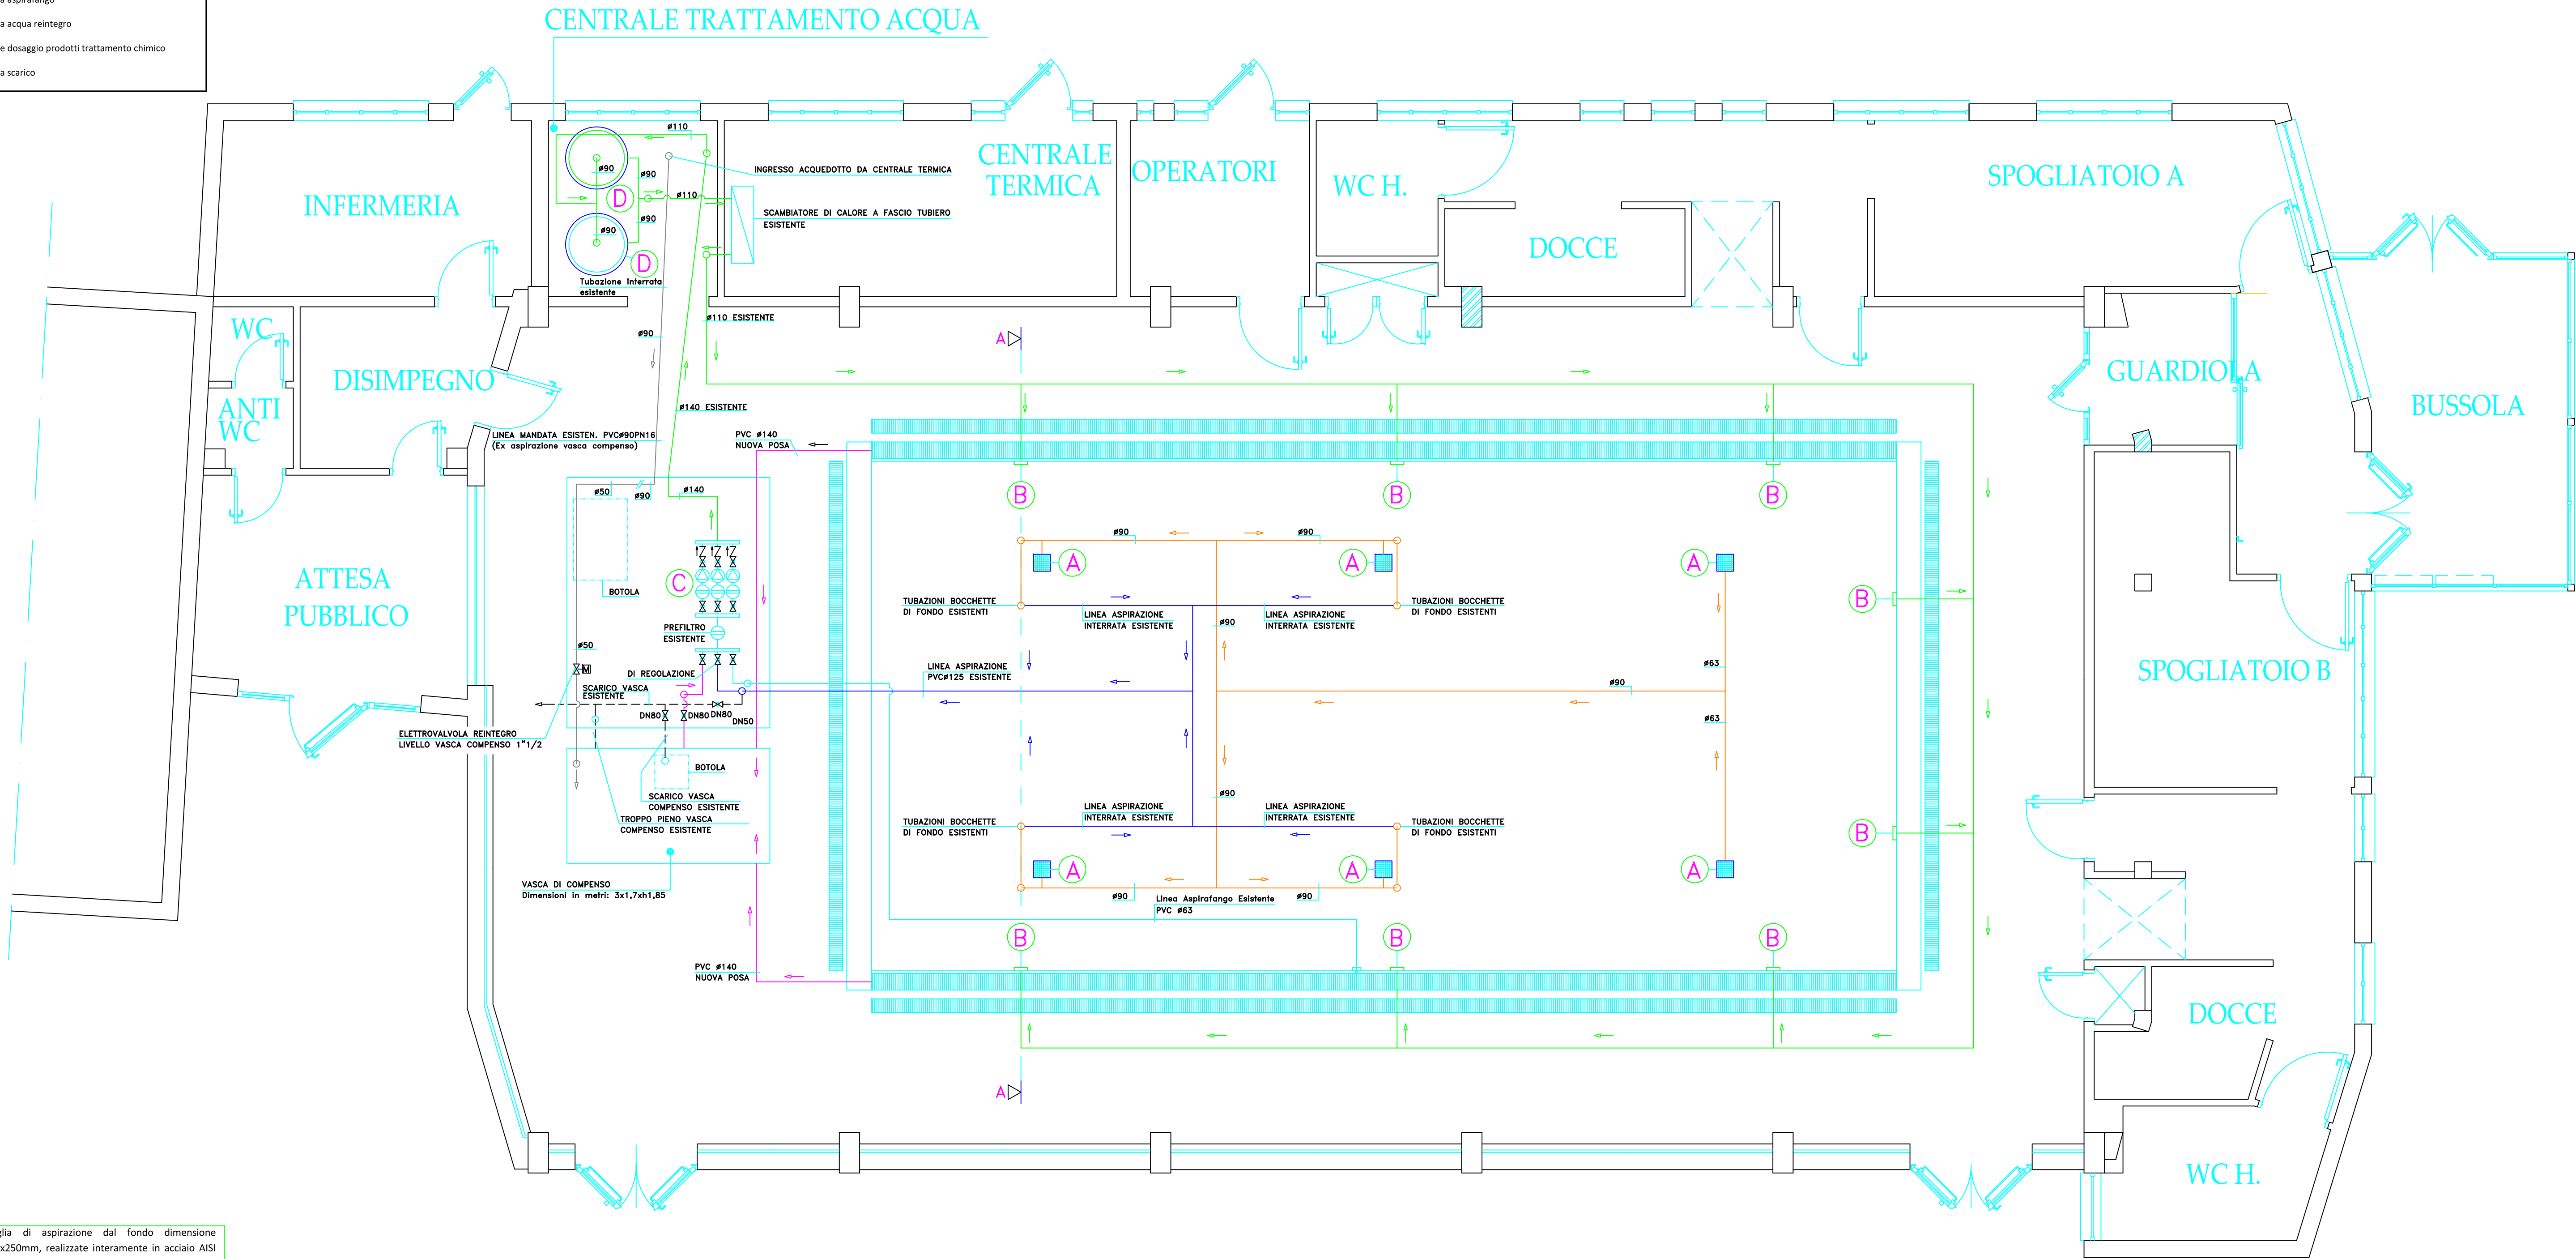 a aspirafango
a acqua reintegro
e dosaggio prodotti trattamento chimico
a scarico
CENTRALE TRATTAMENTO ACQUA
INFERMERIA
ø110
ø90
ø90
D
ø90
ø90
D
ø110
Tubazione interrata
esistente
INGRESSO ACQUEDOTTO DA CENTRALE TERMICA
SCAMBIATORE DI CALORE A FASCIO TUBIERO
ESISTENTE
CENTRALE
TERMICA
OPERATORI
WC H.
DOCCE
SPOGLIATOIO A
WC
DISIMPEGNO
ANTI
WC
ø110 ESISTENTE
ø90
A
GUARDIOLA
BUSSOLA
ø140 ESISTENTE
LINEA MANDATA ESISTEN. PVCø90PN16
(Ex aspirazione vasca compenso)
PVC ø140
NUOVA POSA
ø50
ø90
ø140
B
B
B
ATTESA
PUBBLICO
BOTOLA
C
PREFILTRO
ESISTENTE
ø50
M
DI REGOLAZIONE
SCARICO VASCA
ESISTENTE
DN80
DN80
DN80
DN50
ELETTROVALVOLA REINTEGRO
LIVELLO VASCA COMPENSO 1"1/2
BOTOLA
SCARICO VASCA
COMPENSO ESISTENTE
TROPPO PIENO VASCA
COMPENSO ESISTENTE
VASCA DI COMPENSO
Dimensioni in metri: 3x1,7xh1,85
ø90
ø90
A
A
A
TUBAZIONI BOCCHETTE
DI FONDO ESISTENTI
LINEA ASPIRAZIONE
INTERRATA ESISTENTE
ø90
LINEA ASPIRAZIONE
INTERRATA ESISTENTE
TUBAZIONI BOCCHETTE
DI FONDO ESISTENTI
B
LINEA ASPIRAZIONE
PVCø125 ESISTENTE
ø63
ø90
ø63
SPOGLIATOIO B
ø90
TUBAZIONI BOCCHETTE
DI FONDO ESISTENTI
LINEA ASPIRAZIONE
INTERRATA ESISTENTE
LINEA ASPIRAZIONE
INTERRATA ESISTENTE
TUBAZIONI BOCCHETTE
DI FONDO ESISTENTI
B
A
A
A
ø90
Linea Aspirafango Esistente
PVC ø63
ø90
B
B
B
PVC ø140
NUOVA POSA
DOCCE
A
WC H.
glia di aspirazione dal fondo dimensione
x250mm, realizzate interamente in acciaio AISI